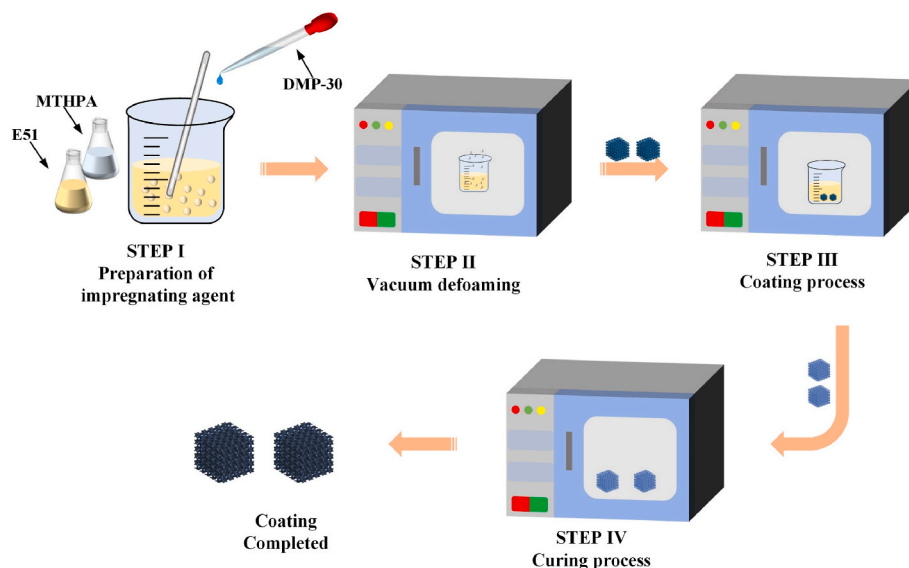 DMP-30
MTHPA
E51
STEP I
Preparation of
impregnating agent
STEP II
Vacuum defoaming
STEP III
Coating process
Coating
Completed
STEP IV
Curing process